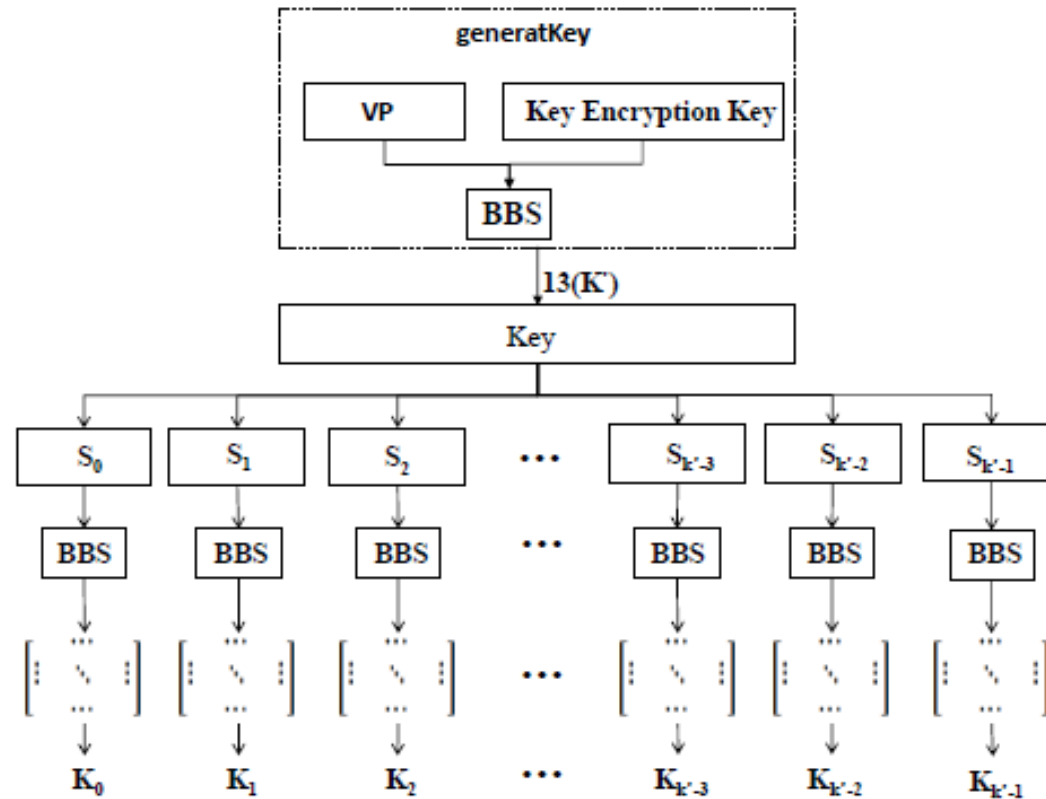 generatKey
VP Key Encryption Key
BBS
13(K')
Key
S₀ S₁ S₂ ... Sₖ'₋₃ Sₖ'₋₂ Sₖ'₋₁
BBS BBS BBS ... BBS BBS BBS
...
K₀ K₁ K₂ ... Kₖ'₋₃ Kₖ'₋₂ Kₖ'₋₁